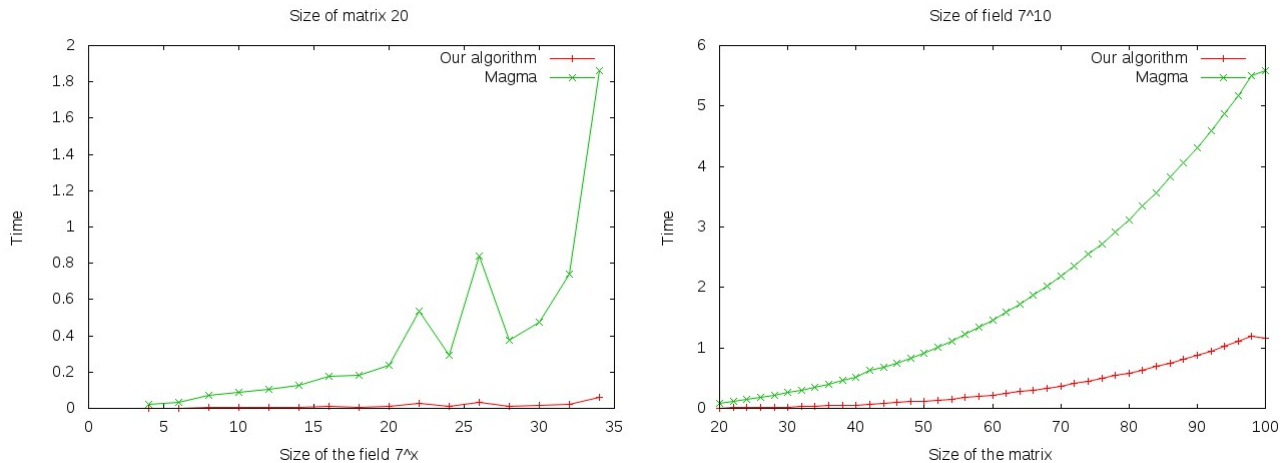 Size of matrix 20
2
1.8
1.6
1.4
1.2
1
0.8
0.6
0.4
0.2
0
Time
Our algorithm
Magma
0 5 10 15 20 25 30 35
Size of the field 7^x
Size of field 7^10
6
5
4
3
2
1
0
Time
Our algorithm
Magma
20 30 40 50 60 70 80 90 100
Size of the matrix